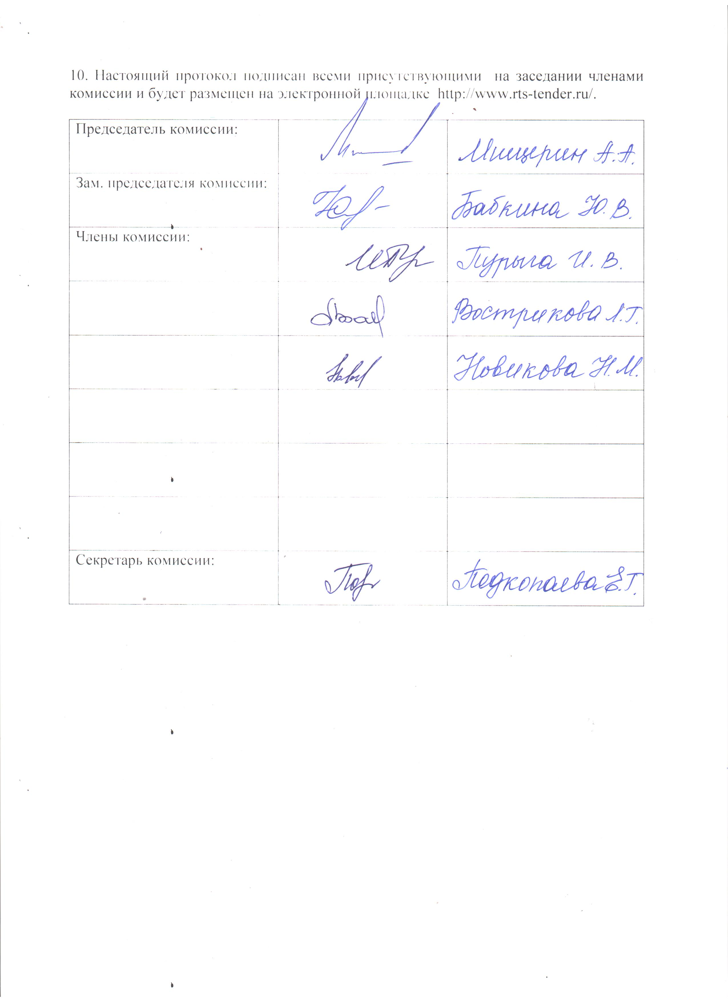 10. Настоящий протокол подписан всеми присутствующими на заседании членами
комиссии и будет размещен на электронной площадке http://www.rts-tender.ru/.
Председатель комиссии: Мищерин А.А.
Зам. председателя комиссии: Бабкина Ю.В.
Члены комиссии: Пурыга И.В.
Вострикова Л.Г.
Новикова Н.М.
Секретарь комиссии: Подкопаева Е.Г.